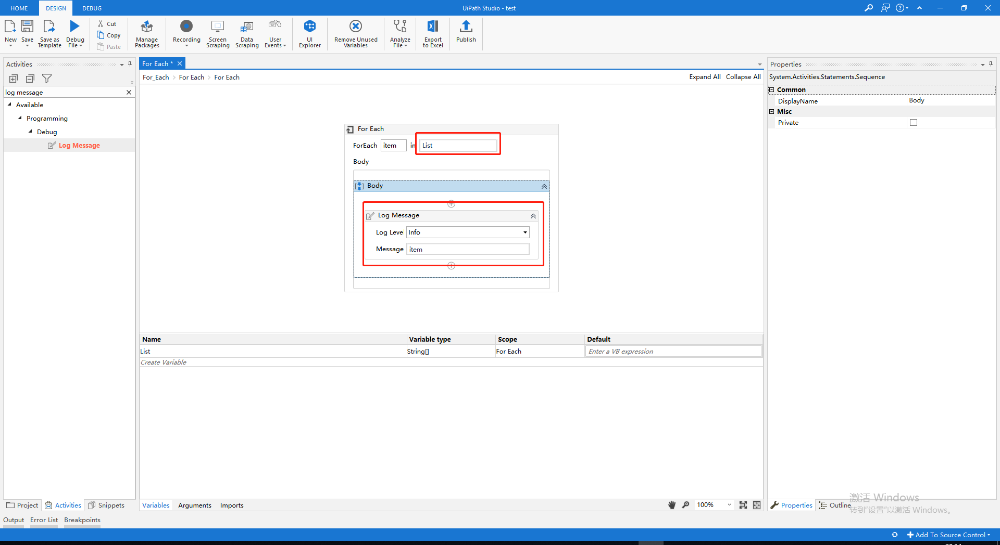 HOME DESIGN DEBUG UiPath Studio - test
New Save Save as Template Debug File Cut Copy Paste Manage Packages Recording Screen Scraping Data Scraping User Events UI Explorer Remove Unused Variables Analyze File Export to Excel Publish
Activities
log message
Available
Programming
Debug
Log Message
For Each *
For_Each For Each For Each Expand All Collapse All
For Each
ForEach item in List
Body
Body
Log Message
Log Leve Info
Message item
Name Variable type Scope Default
List String[] For Each Enter a VB expression
Create Variable
Properties
System.Activities.Statements.Sequence
Common
DisplayName Body
Misc
Private
Project Activities Snippets
Variables Arguments Imports 100%
Properties Outline
激活 Windows
转到"设置"以激活 Windows。
Output Error List Breakpoints
Add To Source Control